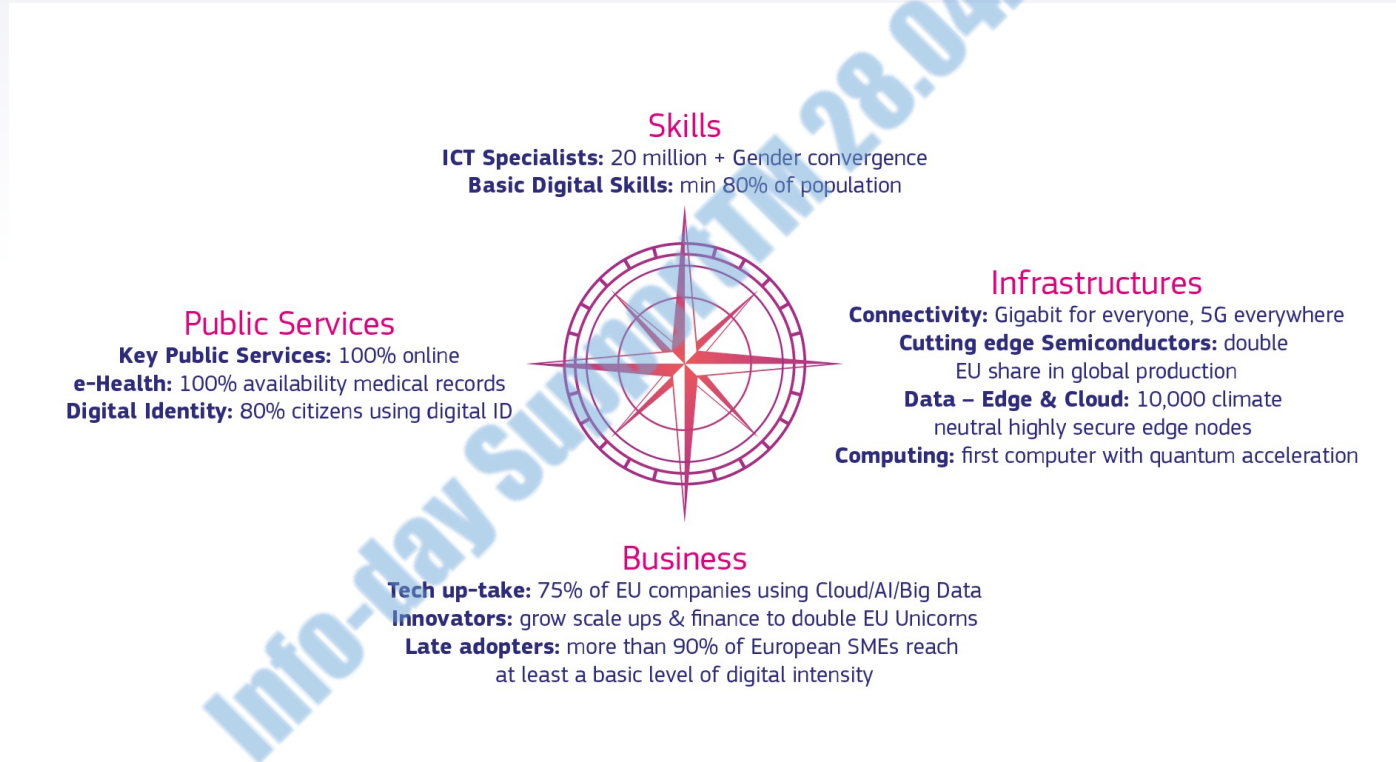 Skills
ICT Specialists: 20 million + Gender convergence
Basic Digital Skills: min 80% of population
Public Services
Key Public Services: 100% online
e-Health: 100% availability medical records
Digital Identity: 80% citizens using digital ID
Infrastructures
Connectivity: Gigabit for everyone, 5G everywhere
Cutting edge Semiconductors: double
EU share in global production
Data – Edge & Cloud: 10,000 climate
neutral highly secure edge nodes
Computing: first computer with quantum acceleration
Business
Tech up-take: 75% of EU companies using Cloud/AI/Big Data
Innovators: grow scale ups & finance to double EU Unicorns
Late adopters: more than 90% of European SMEs reach
at least a basic level of digital intensity
Info-day SupportTM 28.04.